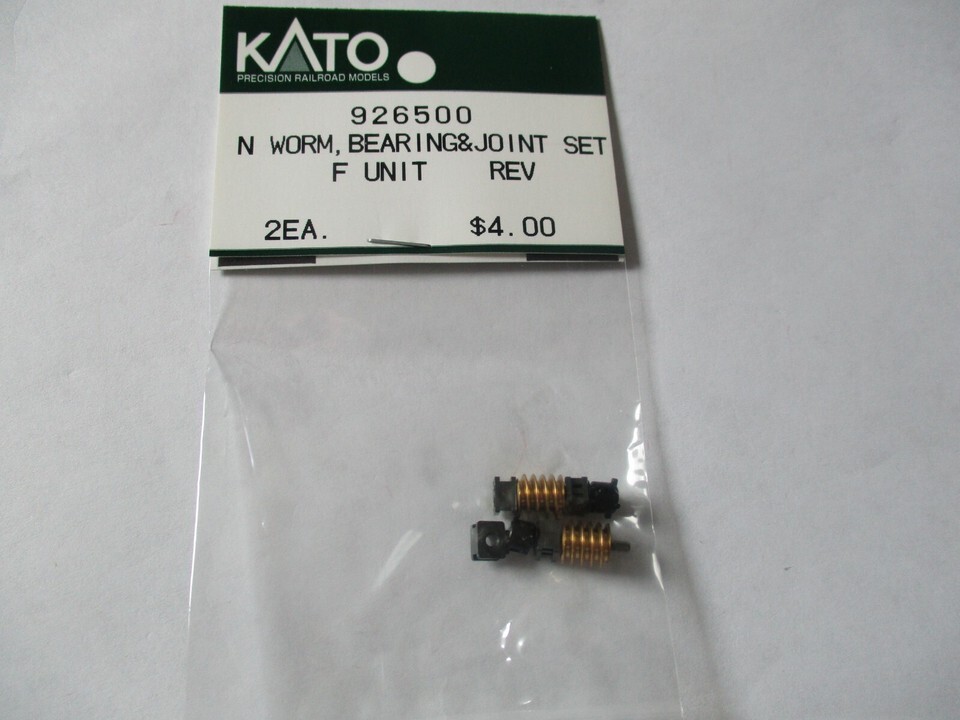 KATO
PRECISION RAILROAD MODELS
926500
N WORM,BEARING&JOINT SET
F UNIT REV
2EA. $4.00